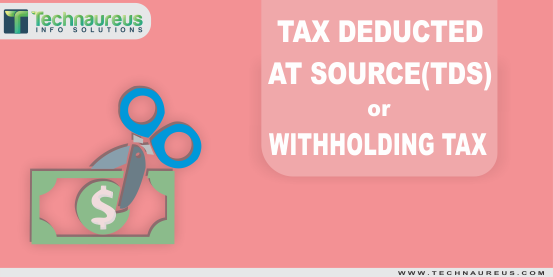 Technaureus
INFO SOLUTIONS
TAX DEDUCTED
AT SOURCE(TDS)
or
WITHHOLDING TAX
$
WWW.TECHNAUREUS.COM